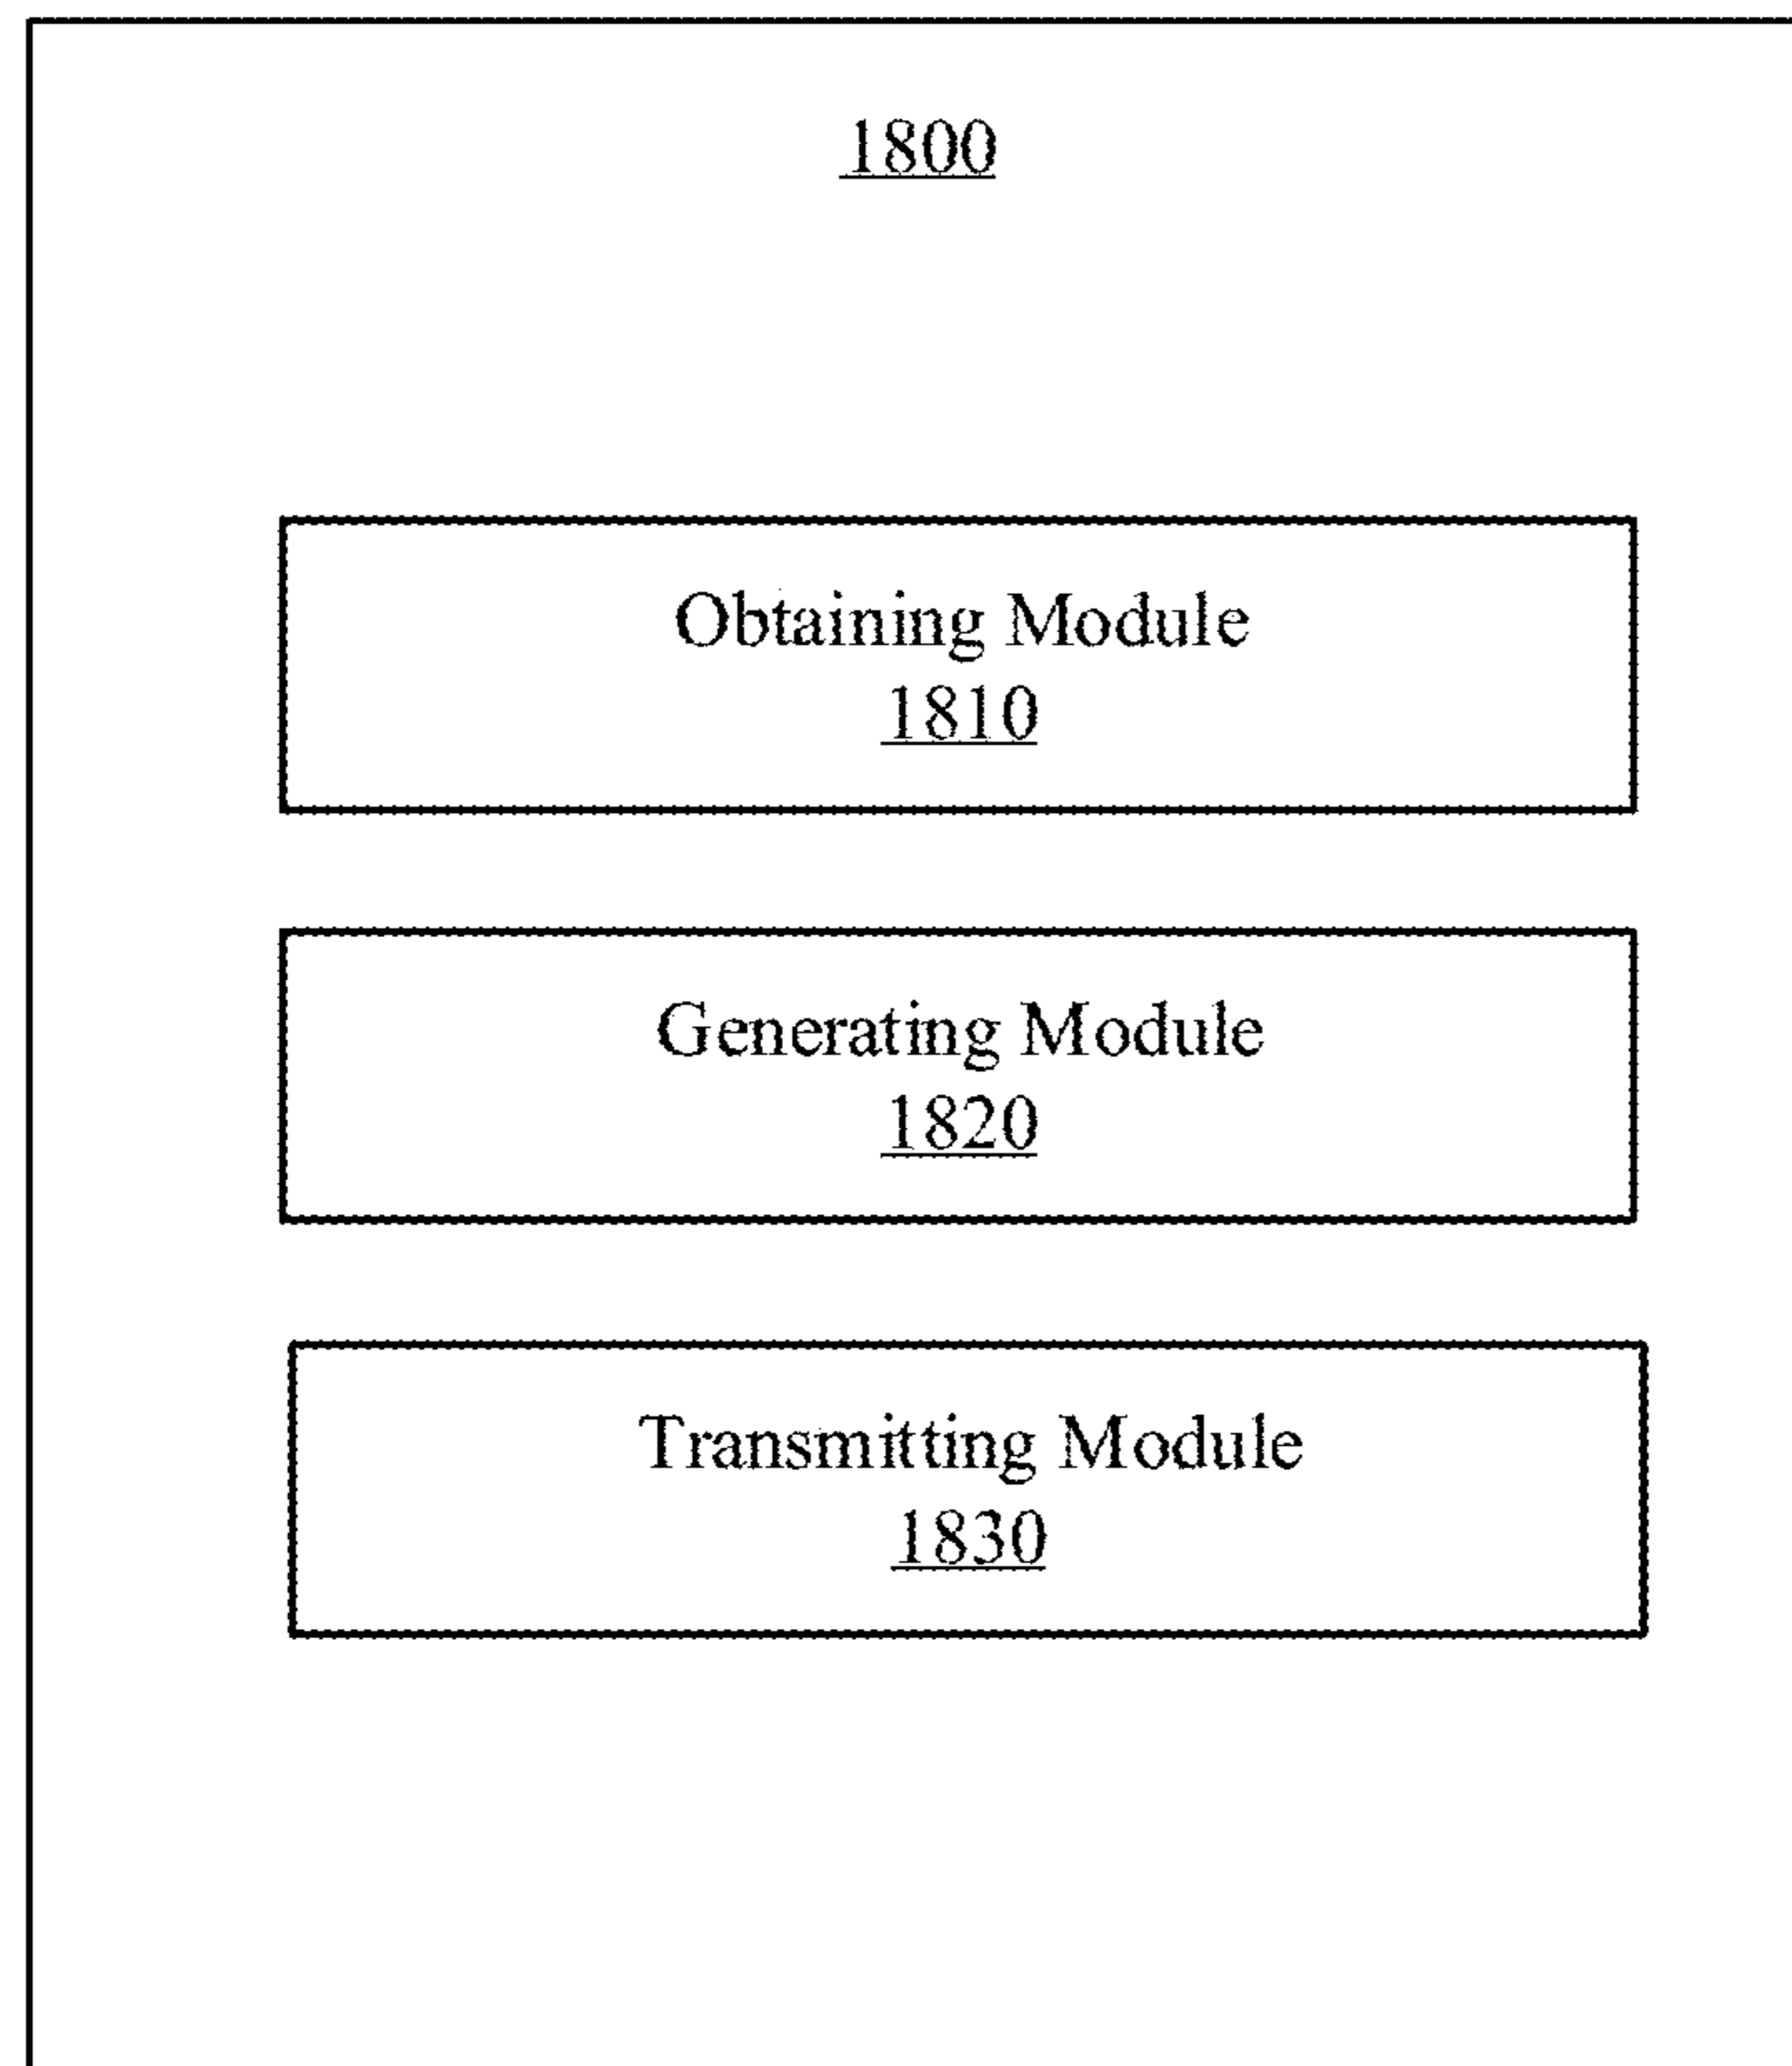 1800
Obtaining Module
1810
Generating Module
1820
Transmitting Module
1830